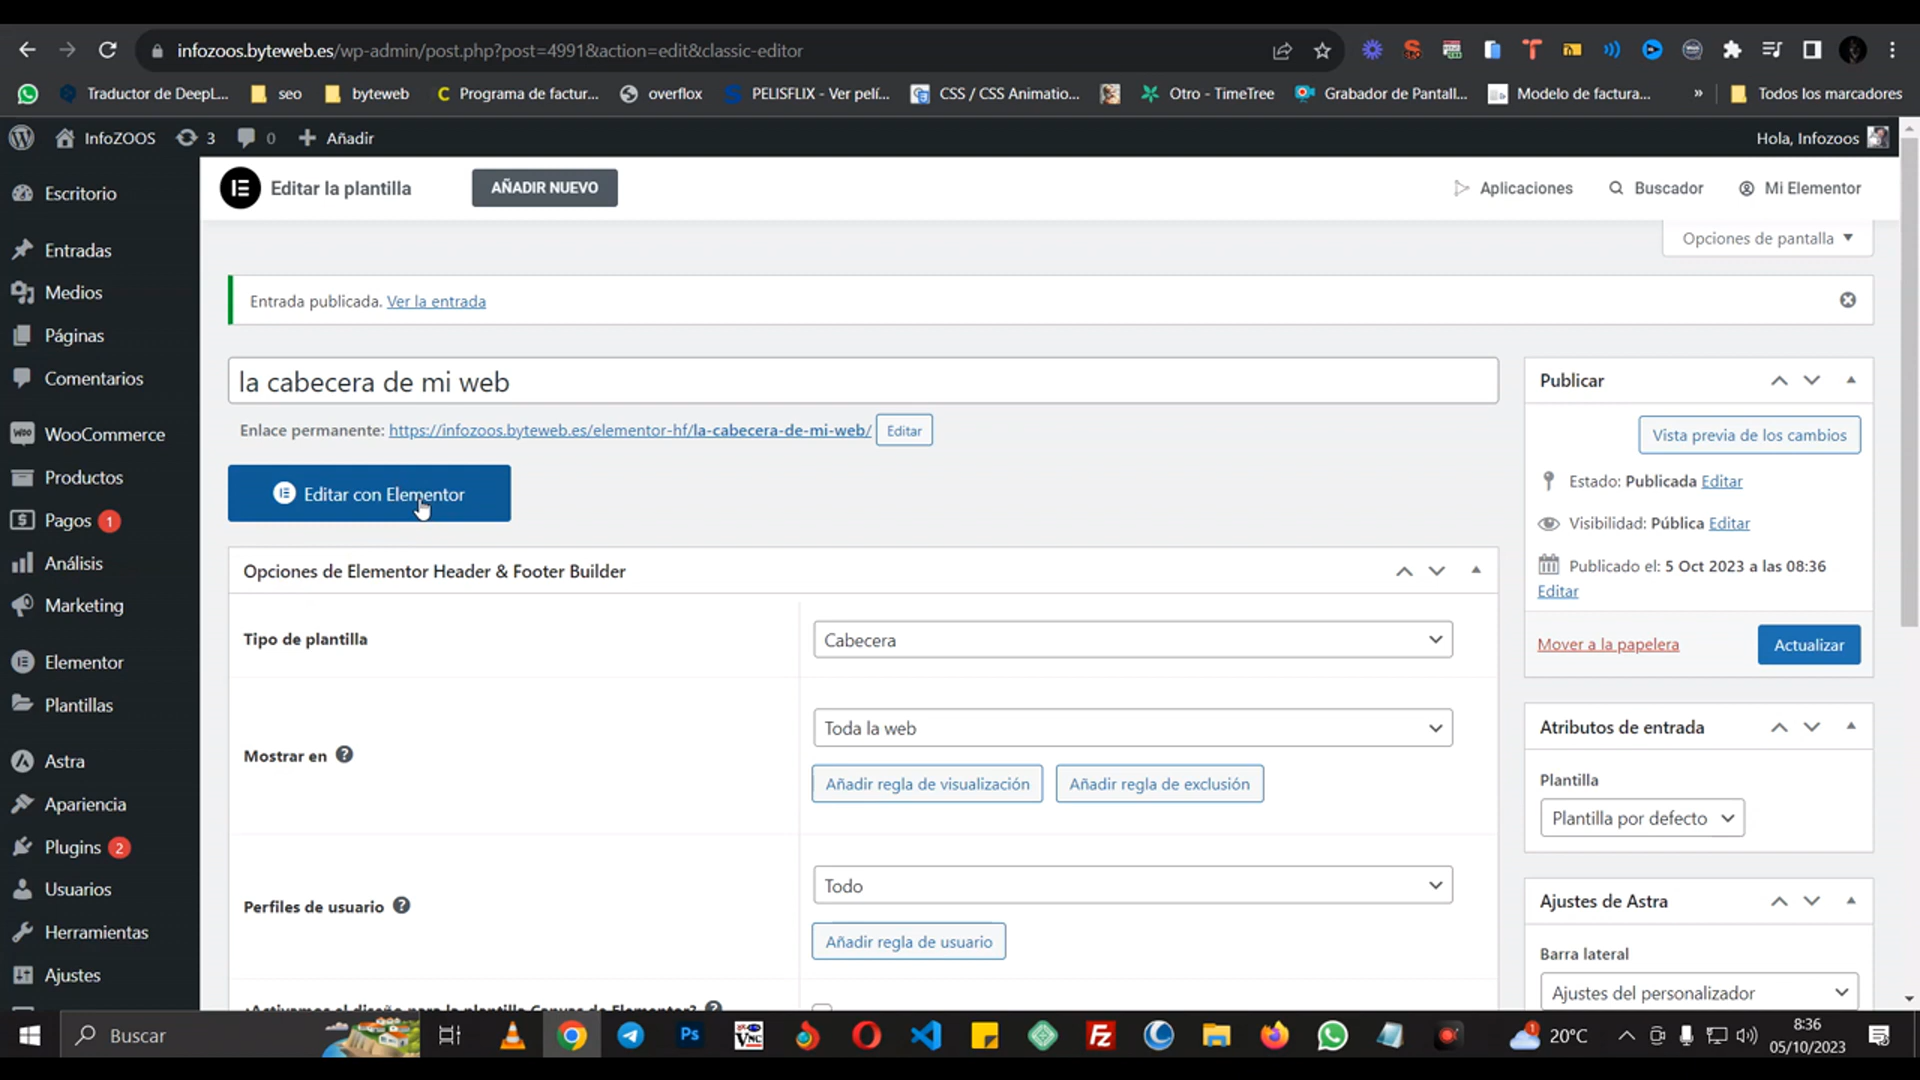 infozoos.byteweb.es/wp-admin/post.php?post=4991&action=edit&classic-editor
Traductor de DeepL... seo byteweb Programa de factur... overflox PELISFLIX - Ver pelí... CSS / CSS Animatio... Otro - TimeTree Grabador de Pantall... Modelo de factura... » Todos los marcadores
InfoZOOS 3 0 + Añadir Hola, Infozoos
Editar la plantilla AÑADIR NUEVO Aplicaciones Buscador Mi Elementor
Opciones de pantalla
Escritorio
Entradas
Medios
Páginas
Comentarios
WooCommerce
Productos
Pagos 1
Análisis
Marketing
Elementor
Plantillas
Astra
Apariencia
Plugins 2
Usuarios
Herramientas
Ajustes
Entrada publicada. Ver la entrada
la cabecera de mi web
Enlace permanente: https://infozoos.byteweb.es/elementor-hf/la-cabecera-de-mi-web/ Editar
Editar con Elementor
Opciones de Elementor Header & Footer Builder
Tipo de plantilla Cabecera
Mostrar en Toda la web
Añadir regla de visualización Añadir regla de exclusión
Perfiles de usuario Todo
Añadir regla de usuario
¿Activamos el diseño para la plantilla Canvas de Elementor?
Publicar
Vista previa de los cambios
Estado: Publicada Editar
Visibilidad: Pública Editar
Publicado el: 5 Oct 2023 a las 08:36
Editar
Mover a la papelera Actualizar
Atributos de entrada
Plantilla
Plantilla por defecto
Ajustes de Astra
Barra lateral
Ajustes del personalizador
Buscar 20°C 8:36
05/10/2023